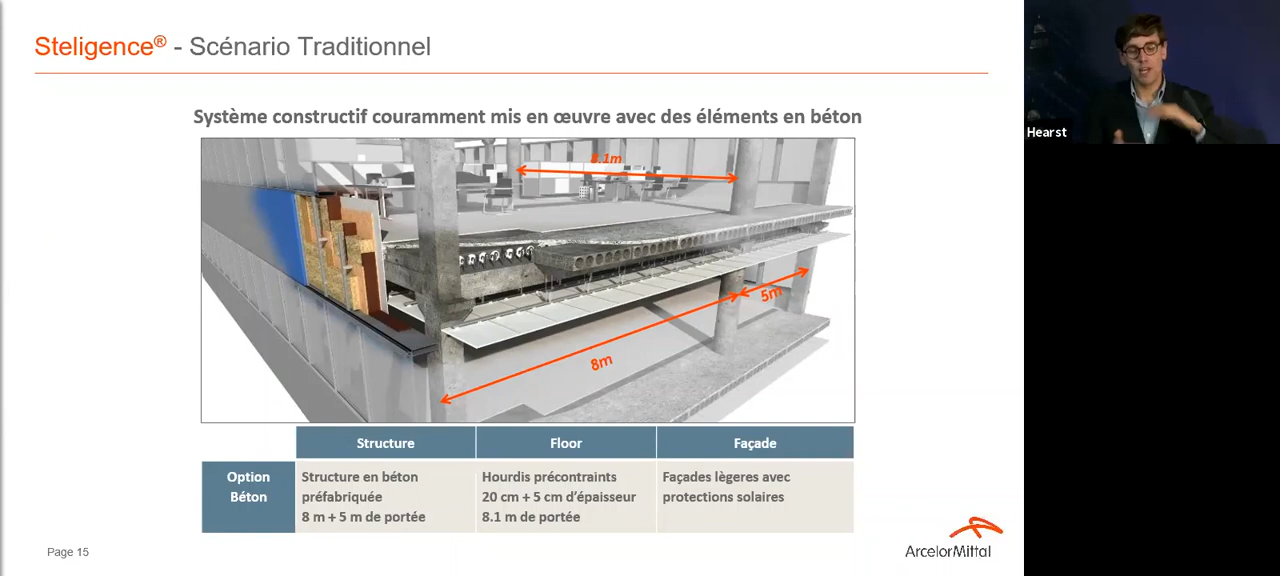 Steligence® - Scénario Traditionnel
Système constructif couramment mis en œuvre avec des éléments en béton
8.1m
5m
8m
Structure Floor Façade
Option Béton
Structure en béton
préfabriquée
8 m + 5 m de portée
Hourdis précontraints
20 cm + 5 cm d’épaisseur
8.1 m de portée
Façades lègeres avec
protections solaires
Page 15
ArcelorMittal
Hearst